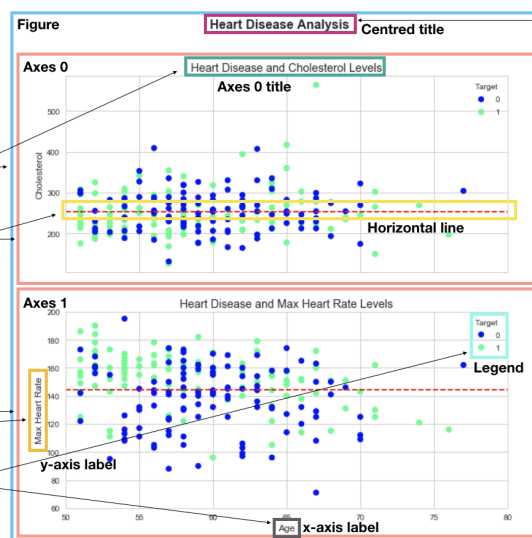 Figure
Heart Disease Analysis
Centred title
Axes 0
Heart Disease and Cholesterol Levels
Axes 0 title
Target
0
1
500
400
300
200
Cholesterol
Horizontal line
Axes 1
Heart Disease and Max Heart Rate Levels
Target
0
1
Legend
200
180
160
140
120
100
80
60
Max Heart Rate
y-axis label
50
55
60
65
70
75
80
Age
x-axis label